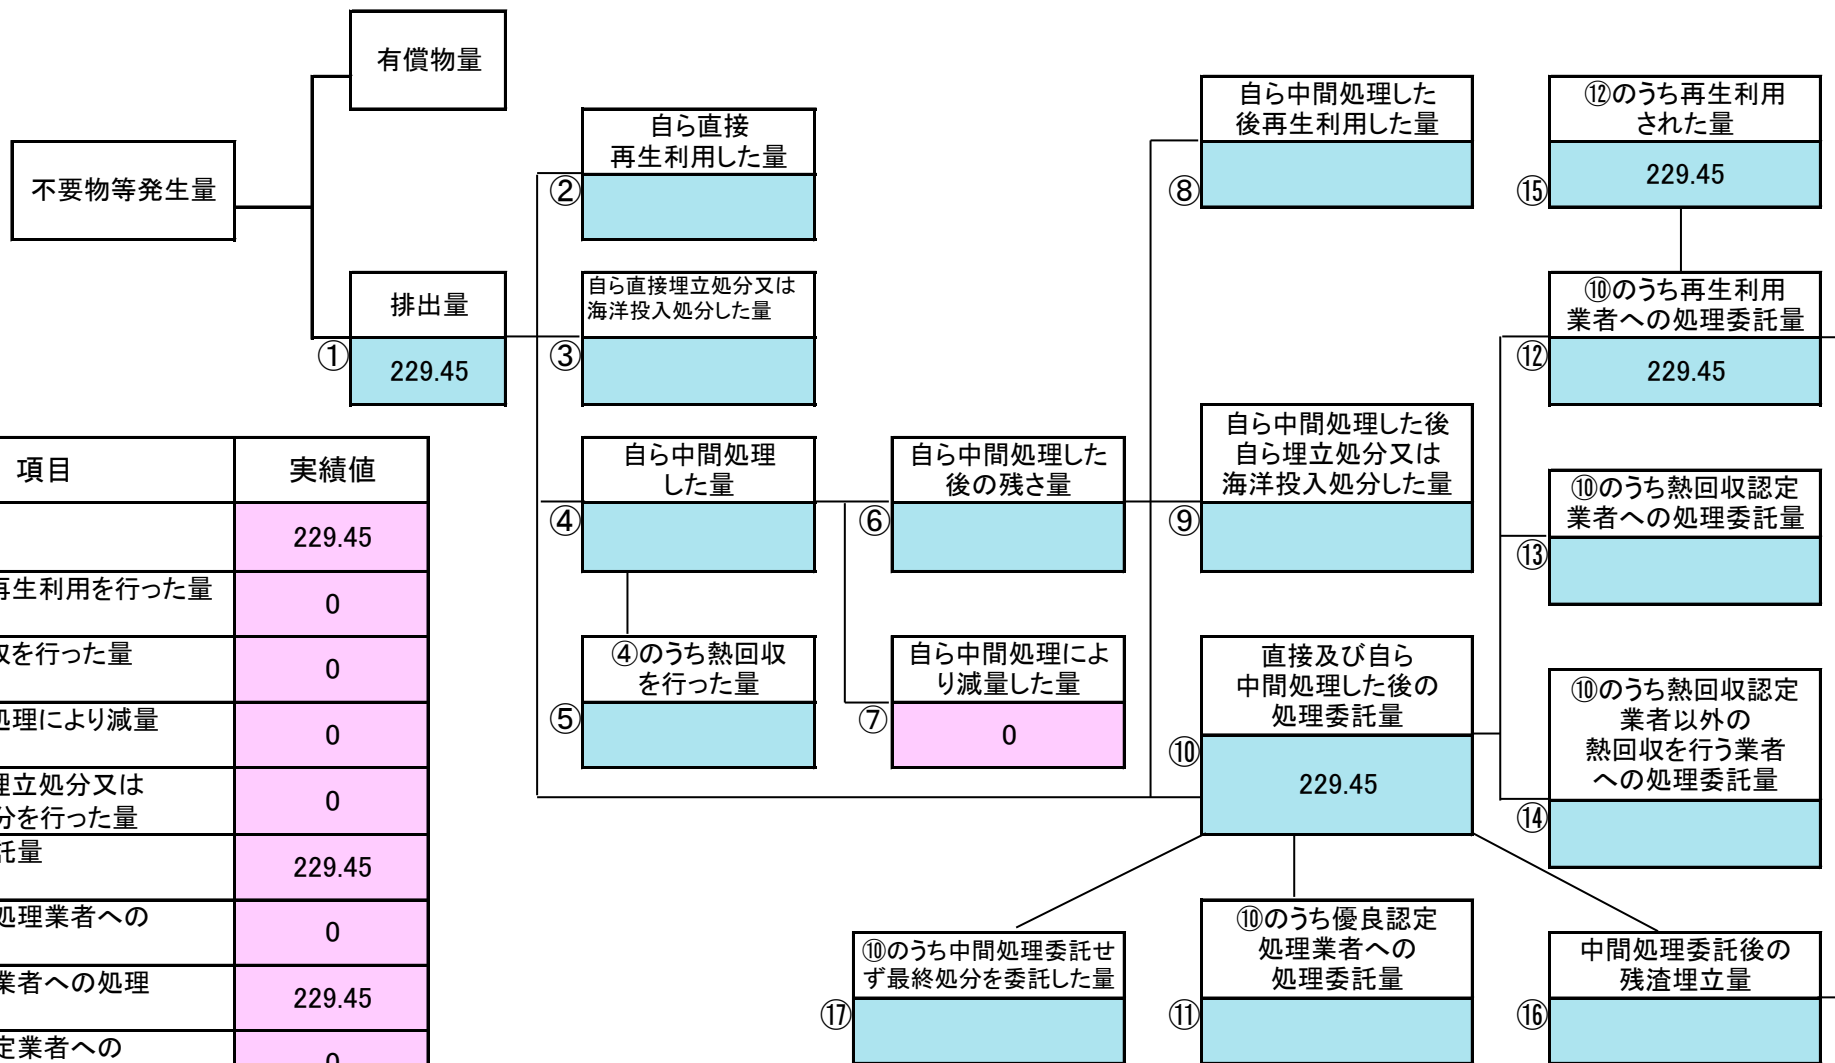 有償物量
不要物等発生量
排出量
①
229.45
自ら直接
再生利用した量
②
自ら直接埋立処分又は
海洋投入処分した量
③
自ら中間処理
した量
④
④のうち熱回収
を行った量
⑤
自ら中間処理した
後の残さ量
⑥
自ら中間処理によ
り減量した量
⑦
0
自ら中間処理した
後再生利用した量
⑧
自ら中間処理した後
自ら埋立処分又は
海洋投入処分した量
⑨
直接及び自ら
中間処理した後の
処理委託量
⑩
229.45
⑫のうち再生利用
された量
⑮
229.45
⑩のうち再生利用
業者への処理委託量
⑫
229.45
⑩のうち熱回収認定
業者への処理委託量
⑬
⑩のうち熱回収認定
業者以外の
熱回収を行う業者
への処理委託量
⑭
⑩のうち中間処理委託せ
ず最終処分を委託した量
⑰
⑩のうち優良認定
処理業者への
処理委託量
⑪
中間処理委託後の
残渣埋立量
⑯
項目 実績値
229.45
再生利用を行った量 0
を行った量 0
処理により減量 0
埋立処分又は
を行った量 0
託量 229.45
処理業者への 0
業者への処理 229.45
定業者への 0